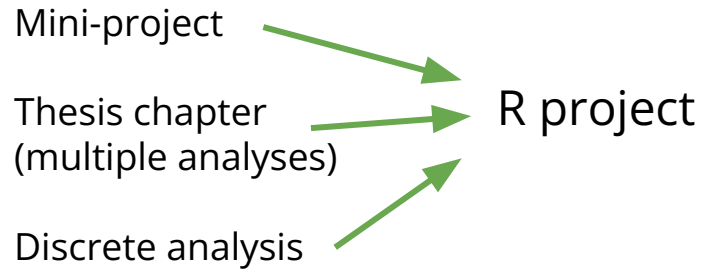 Mini-project
Thesis chapter
(multiple analyses)
Discrete analysis
R project